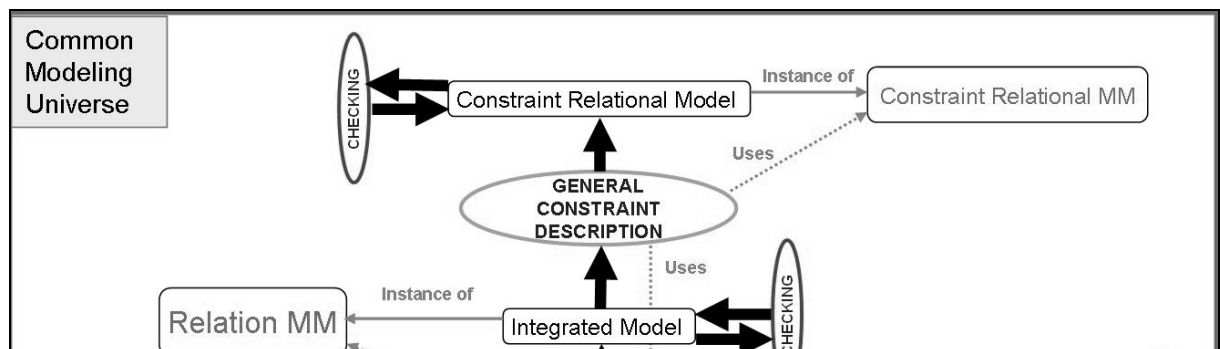 Common
Modeling
Universe
CHECKING
Constraint Relational Model
Instance of
Constraint Relational MM
Uses
GENERAL
CONSTRAINT
DESCRIPTION
Uses
Instance of
Relation MM
Integrated Model
CHECKING